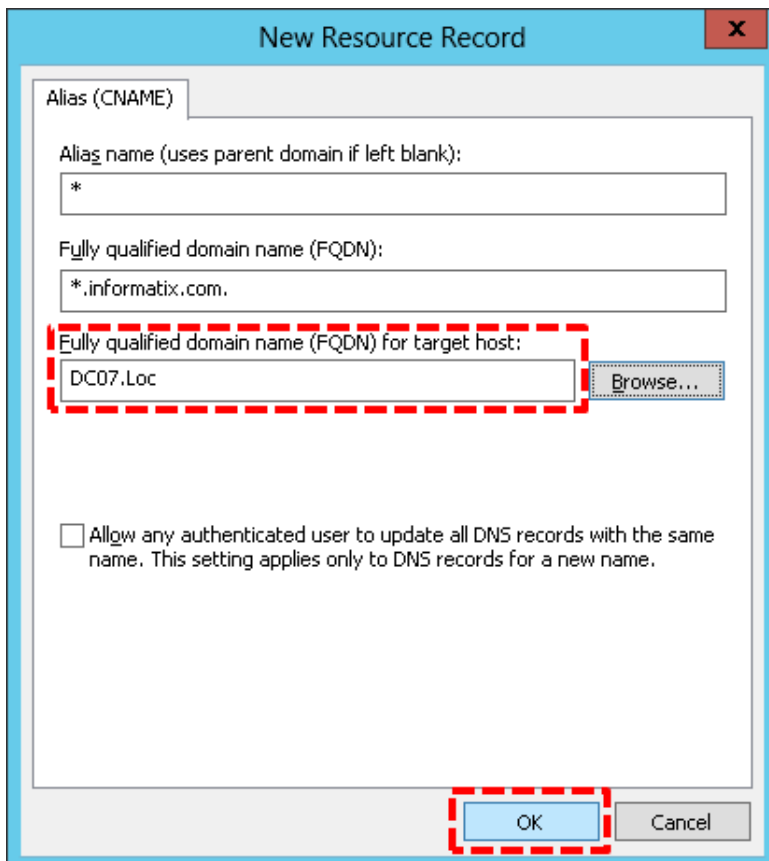 New Resource Record
x
Alias (CNAME)
Alias name (uses parent domain if left blank):
*
Fully qualified domain name (FQDN):
*.informatix.com.
Fully qualified domain name (FQDN) for target host:
DC07.Loc
Browse...
Allow any authenticated user to update all DNS records with the same
name. This setting applies only to DNS records for a new name.
OK
Cancel